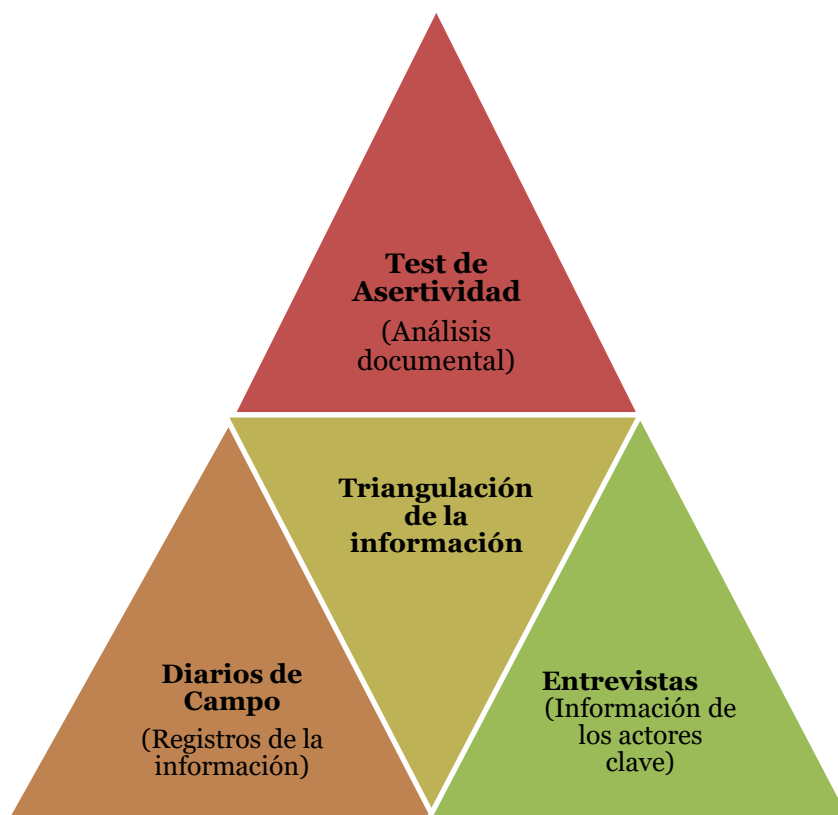 Test de
Asertividad
(Análisis
documental)
Triangulación
de la
información
Diarios de
Campo
(Registros de la
información)
Entrevistas
(Información de
los actores
clave)